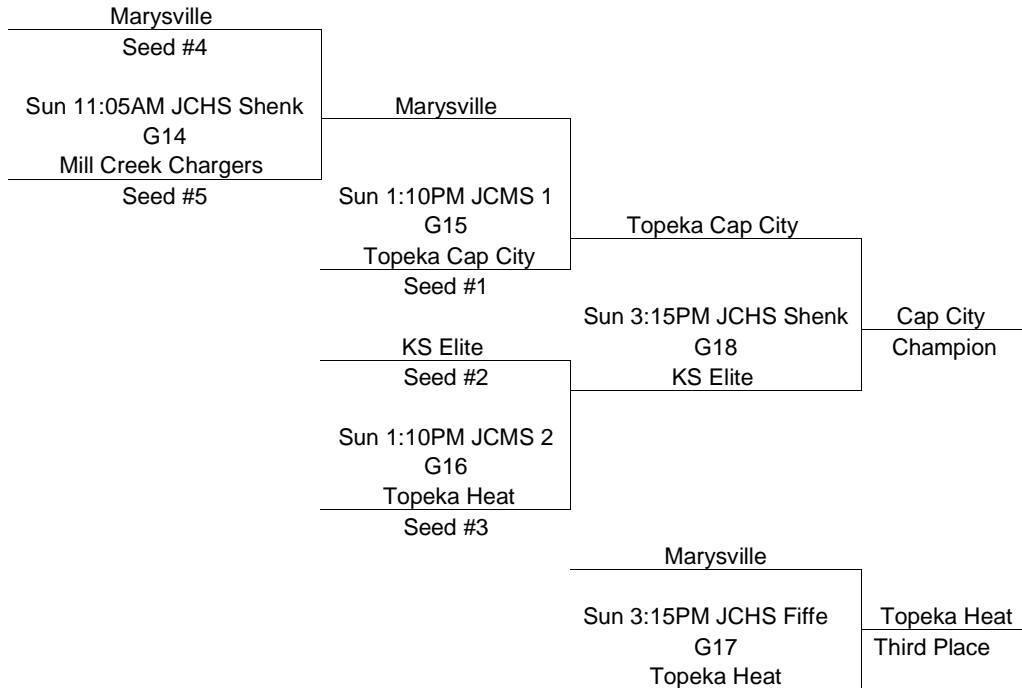 Marysville
Seed #4
Sun 11:05AM JCHS Shenk
G14
Mill Creek Chargers
Seed #5
Marysville
Sun 1:10PM JCMS 1
G15
Topeka Cap City
Seed #1
KS Elite
Seed #2
Sun 1:10PM JCMS 2
G16
Topeka Heat
Seed #3
Topeka Cap City
Sun 3:15PM JCHS Shenk
G18
KS Elite
Cap City
Champion
Marysville
Sun 3:15PM JCHS Fiffe
G17
Topeka Heat
Topeka Heat
Third Place